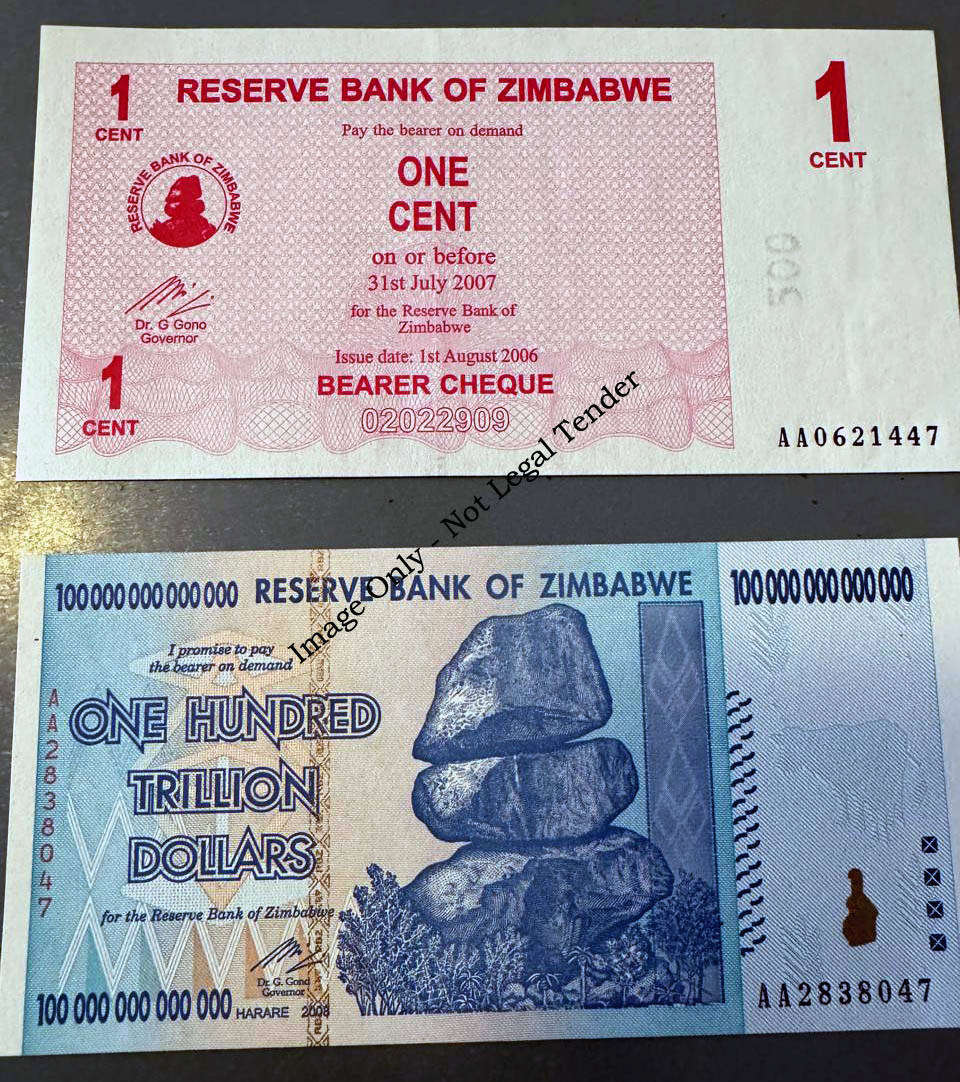 1
CENT
RESERVE BANK OF ZIMBABWE
1
CENT
Pay the bearer on demand
ONE
CENT
RESERVE BANK OF ZIMBABWE
on or before
31st July 2007
for the Reserve Bank of
Zimbabwe
Dr. G Gono
Governor
500
Issue date: 1st August 2006
BEARER CHEQUE
02022909
1
CENT
AA0621447
Image Only - Not Legal Tender
100 000 000 000 000
RESERVE BANK OF ZIMBABWE
100 000 000 000 000
I promise to pay
the bearer on demand
AA2838047
ONE HUNDRED
TRILLION
DOLLARS
for the Reserve Bank of Zimbabwe
Dr. G. Gono
Governor
100 000 000 000 000
HARARE 2008
AA2838047